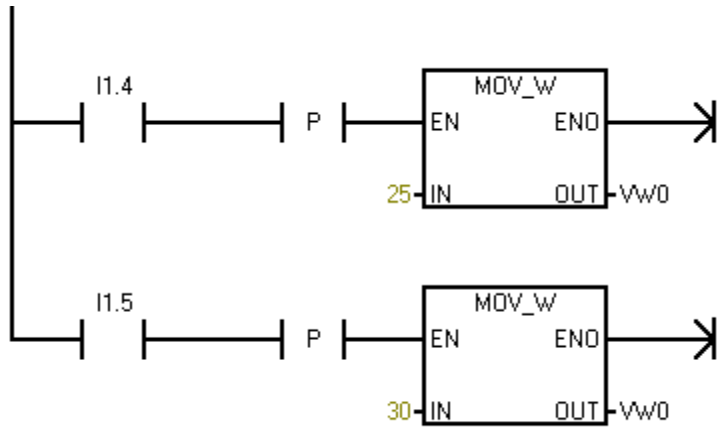 I1.4
MOV_W
P
EN ENO
25 IN OUT VW0
I1.5
MOV_W
P
EN ENO
30 IN OUT VW0